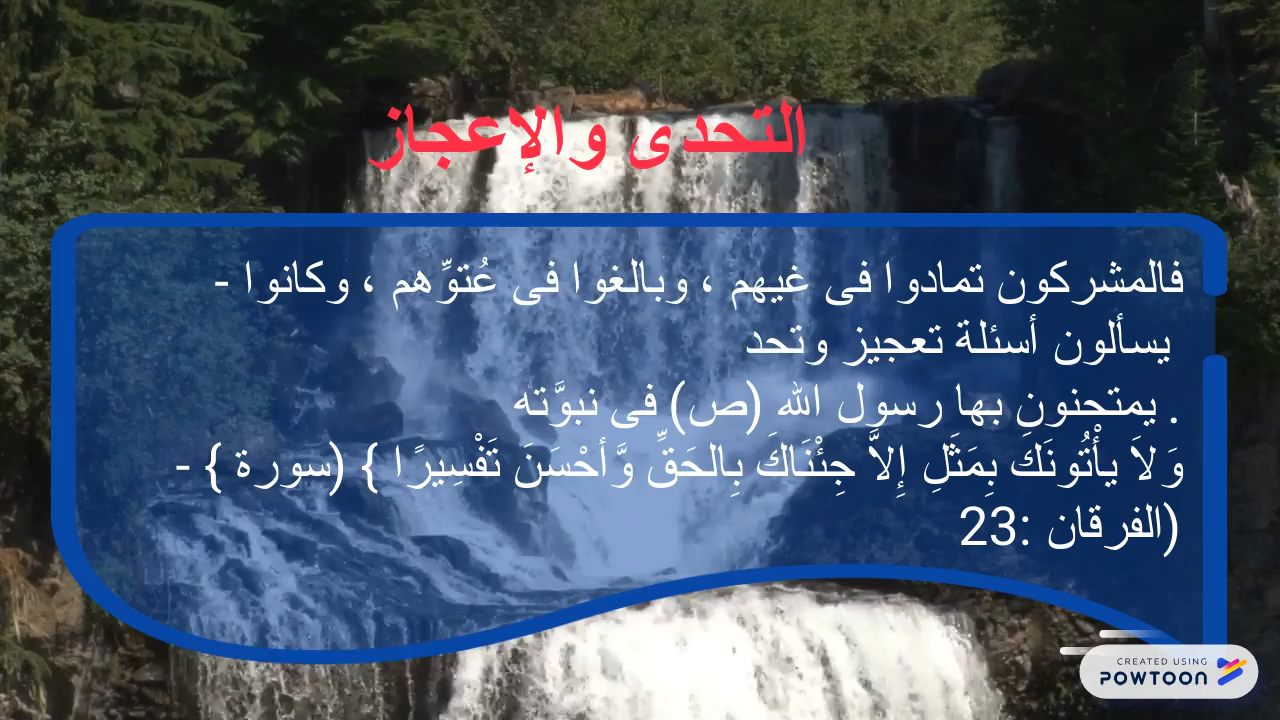 التحدى والإعجاز
فالمشركون تمادوا فى غيهم ، وبالغوا فى عُتوِّهم ، وكانوا -
يسألون أسئلة تعجيز وتحد
. يمتحنون بها رسول الله (ص) فى نبوَّته
وَلاَ يأْتُونَكَ بِمَثَلِ إِلاَّ جِئْنَاكَ بِالحَقِّ وَّأحْسَنَ تَفْسِيرًا } (سورة } -
(الفرقان :23
CREATED USING
POWTOON